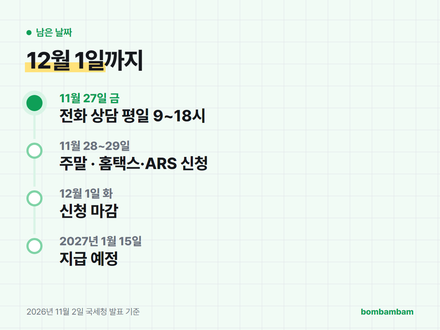 남은 날짜
12월 1일까지
11월 27일 금
전화 상담 평일 9~18시
11월 28~29일
주말 · 홈택스·ARS 신청
12월 1일 화
신청 마감
2027년 1월 15일
지급 예정
2026년 11월 2일 국세청 발표 기준
bombambam